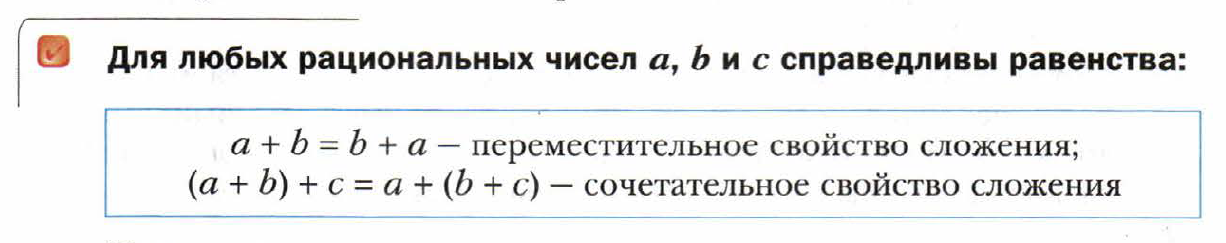 Для любых рациональных чисел a, b и c справедливы равенства:
a + b = b + a — переместительное свойство сложения;
(a + b) + c = a + (b + c) — сочетательное свойство сложения